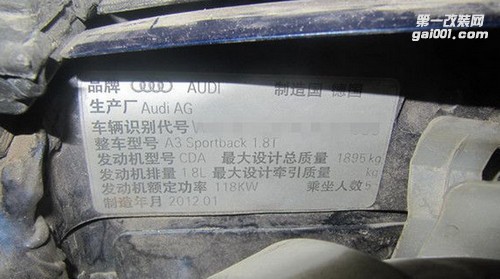 第一改装网
gai001.com
品牌 AUDI 制造国 德国
生产厂 Audi AG
车辆识别代号 W
整车型号 A3 Sportback 1.8T
发动机型号 CDA 最大设计总质量 1895 kg
发动机排量 1.8L 最大设计牵引质量 kg
发动机额定功率 118KW 乘坐人数 5
制造年月 2012.01